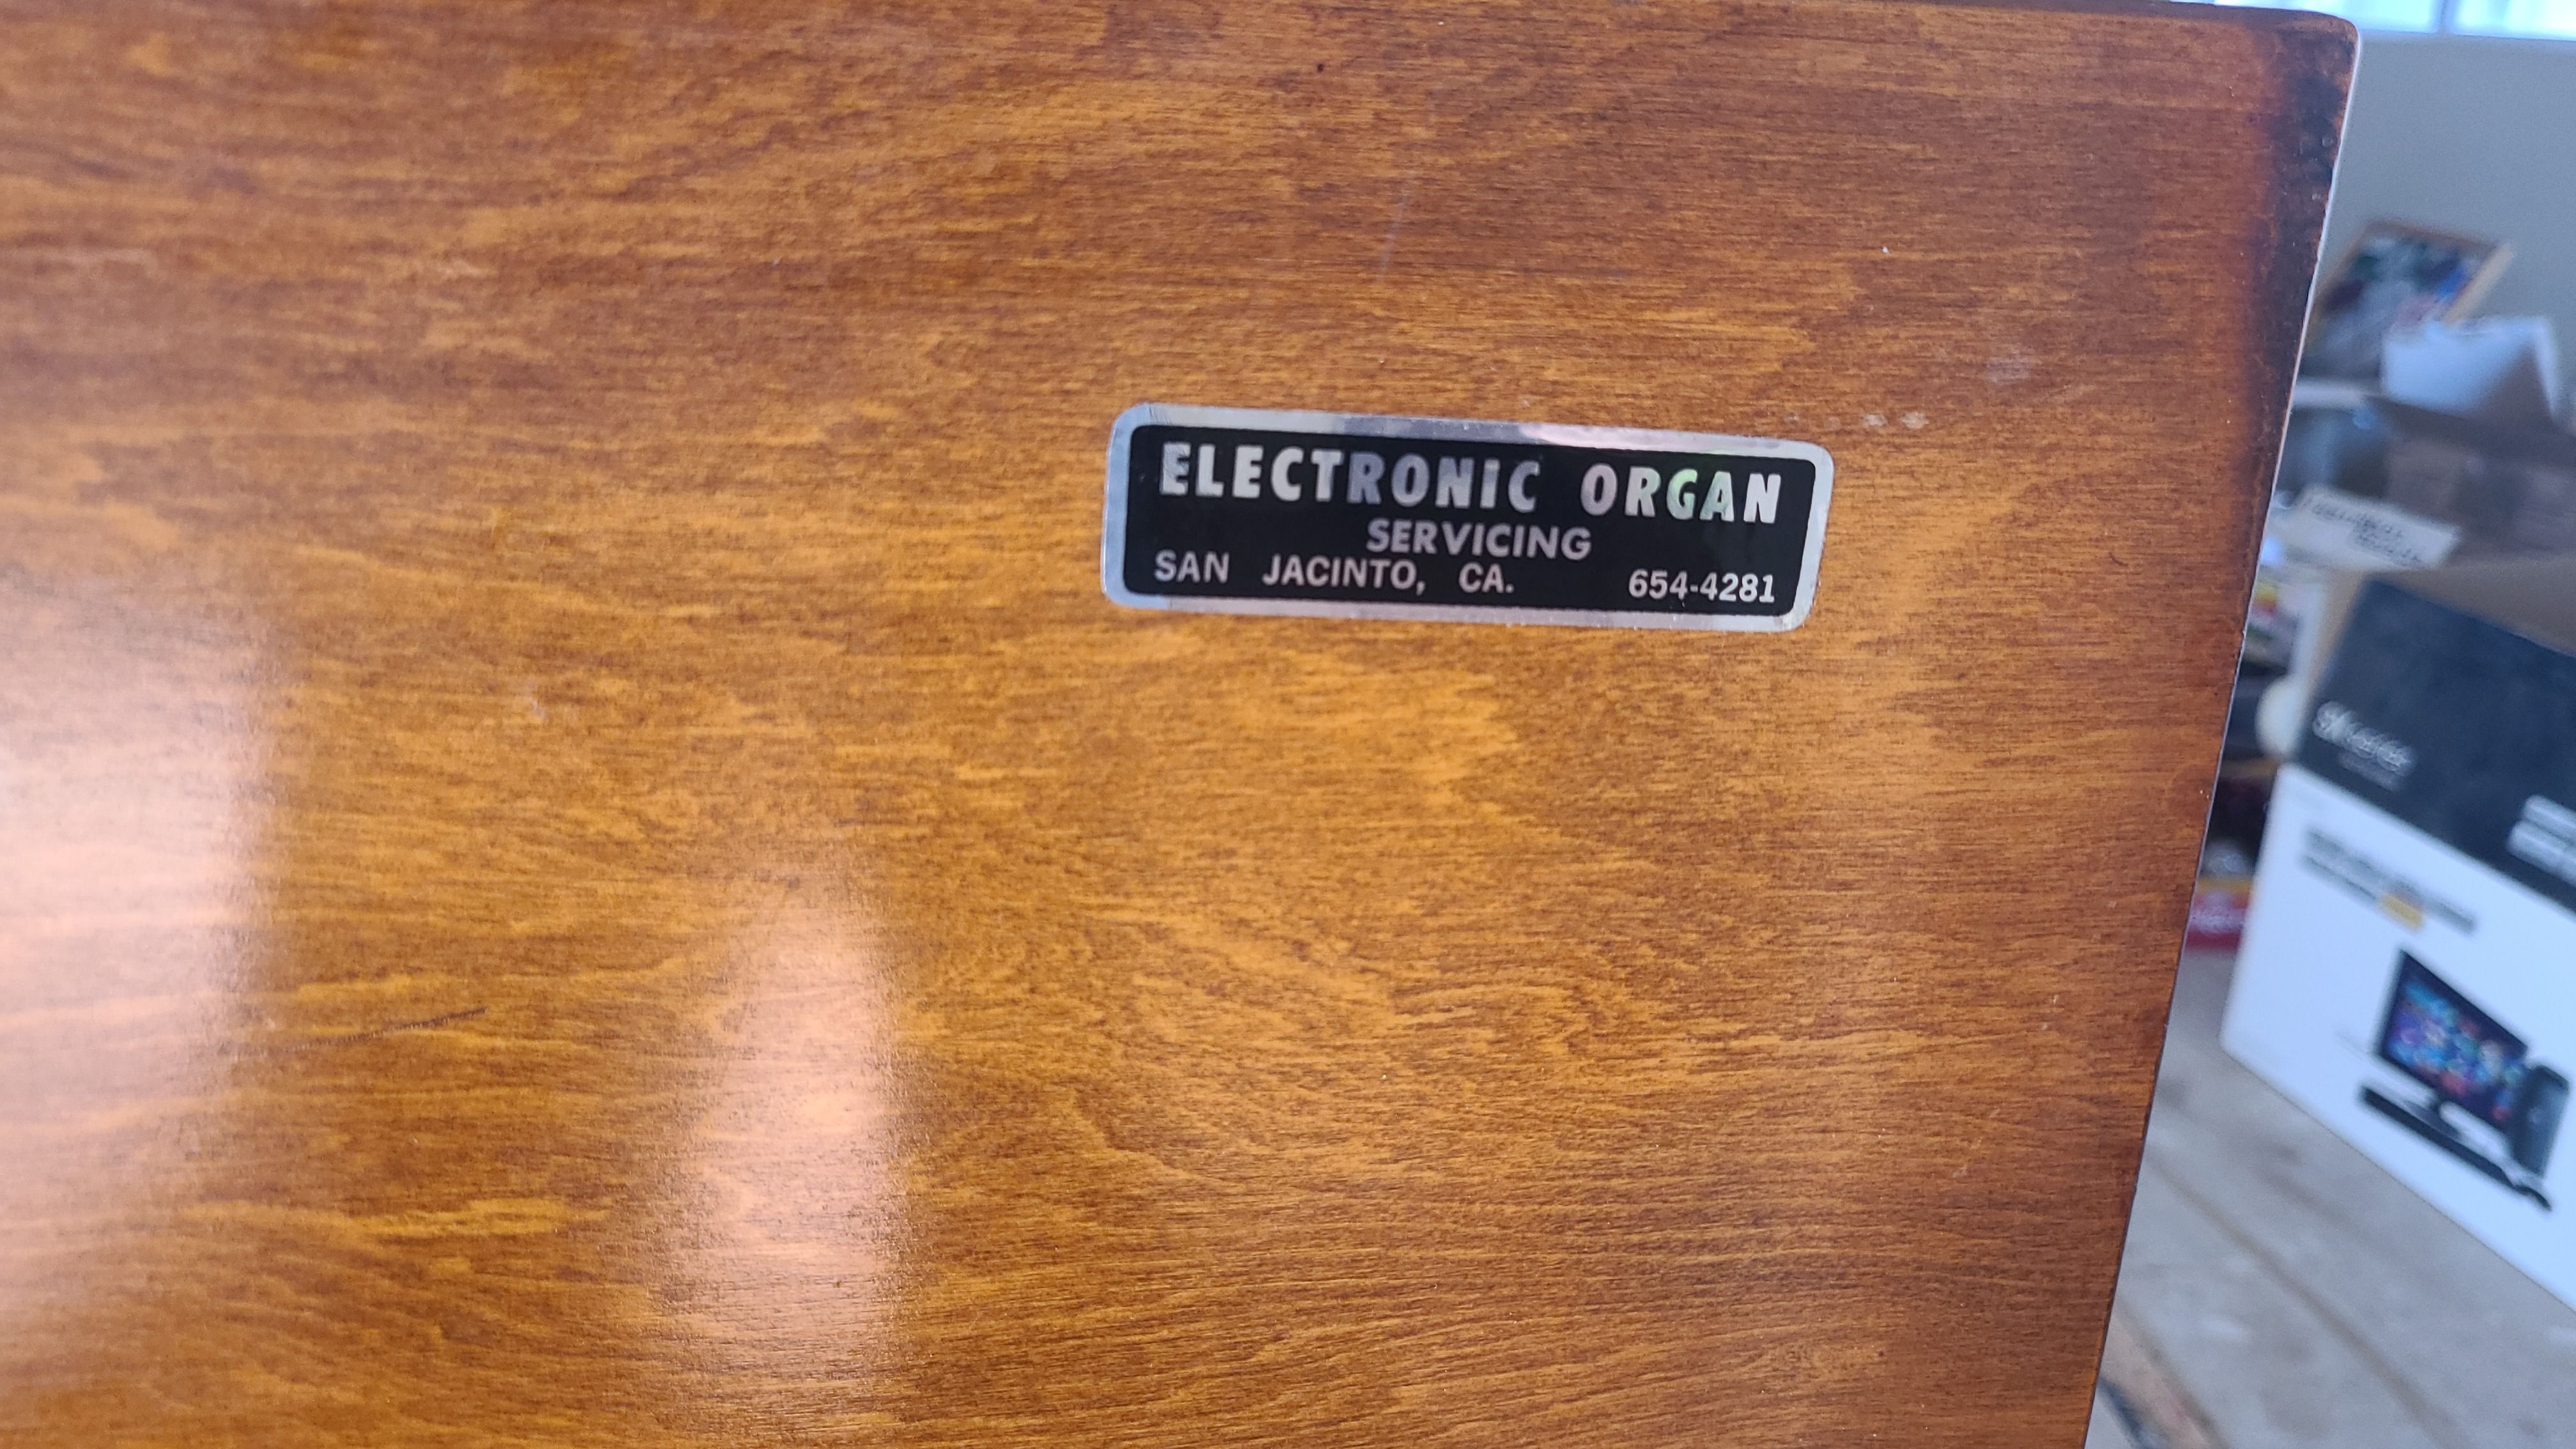 ELECTRONIC ORGAN
SERVICING
SAN JACINTO, CA. 654-4281